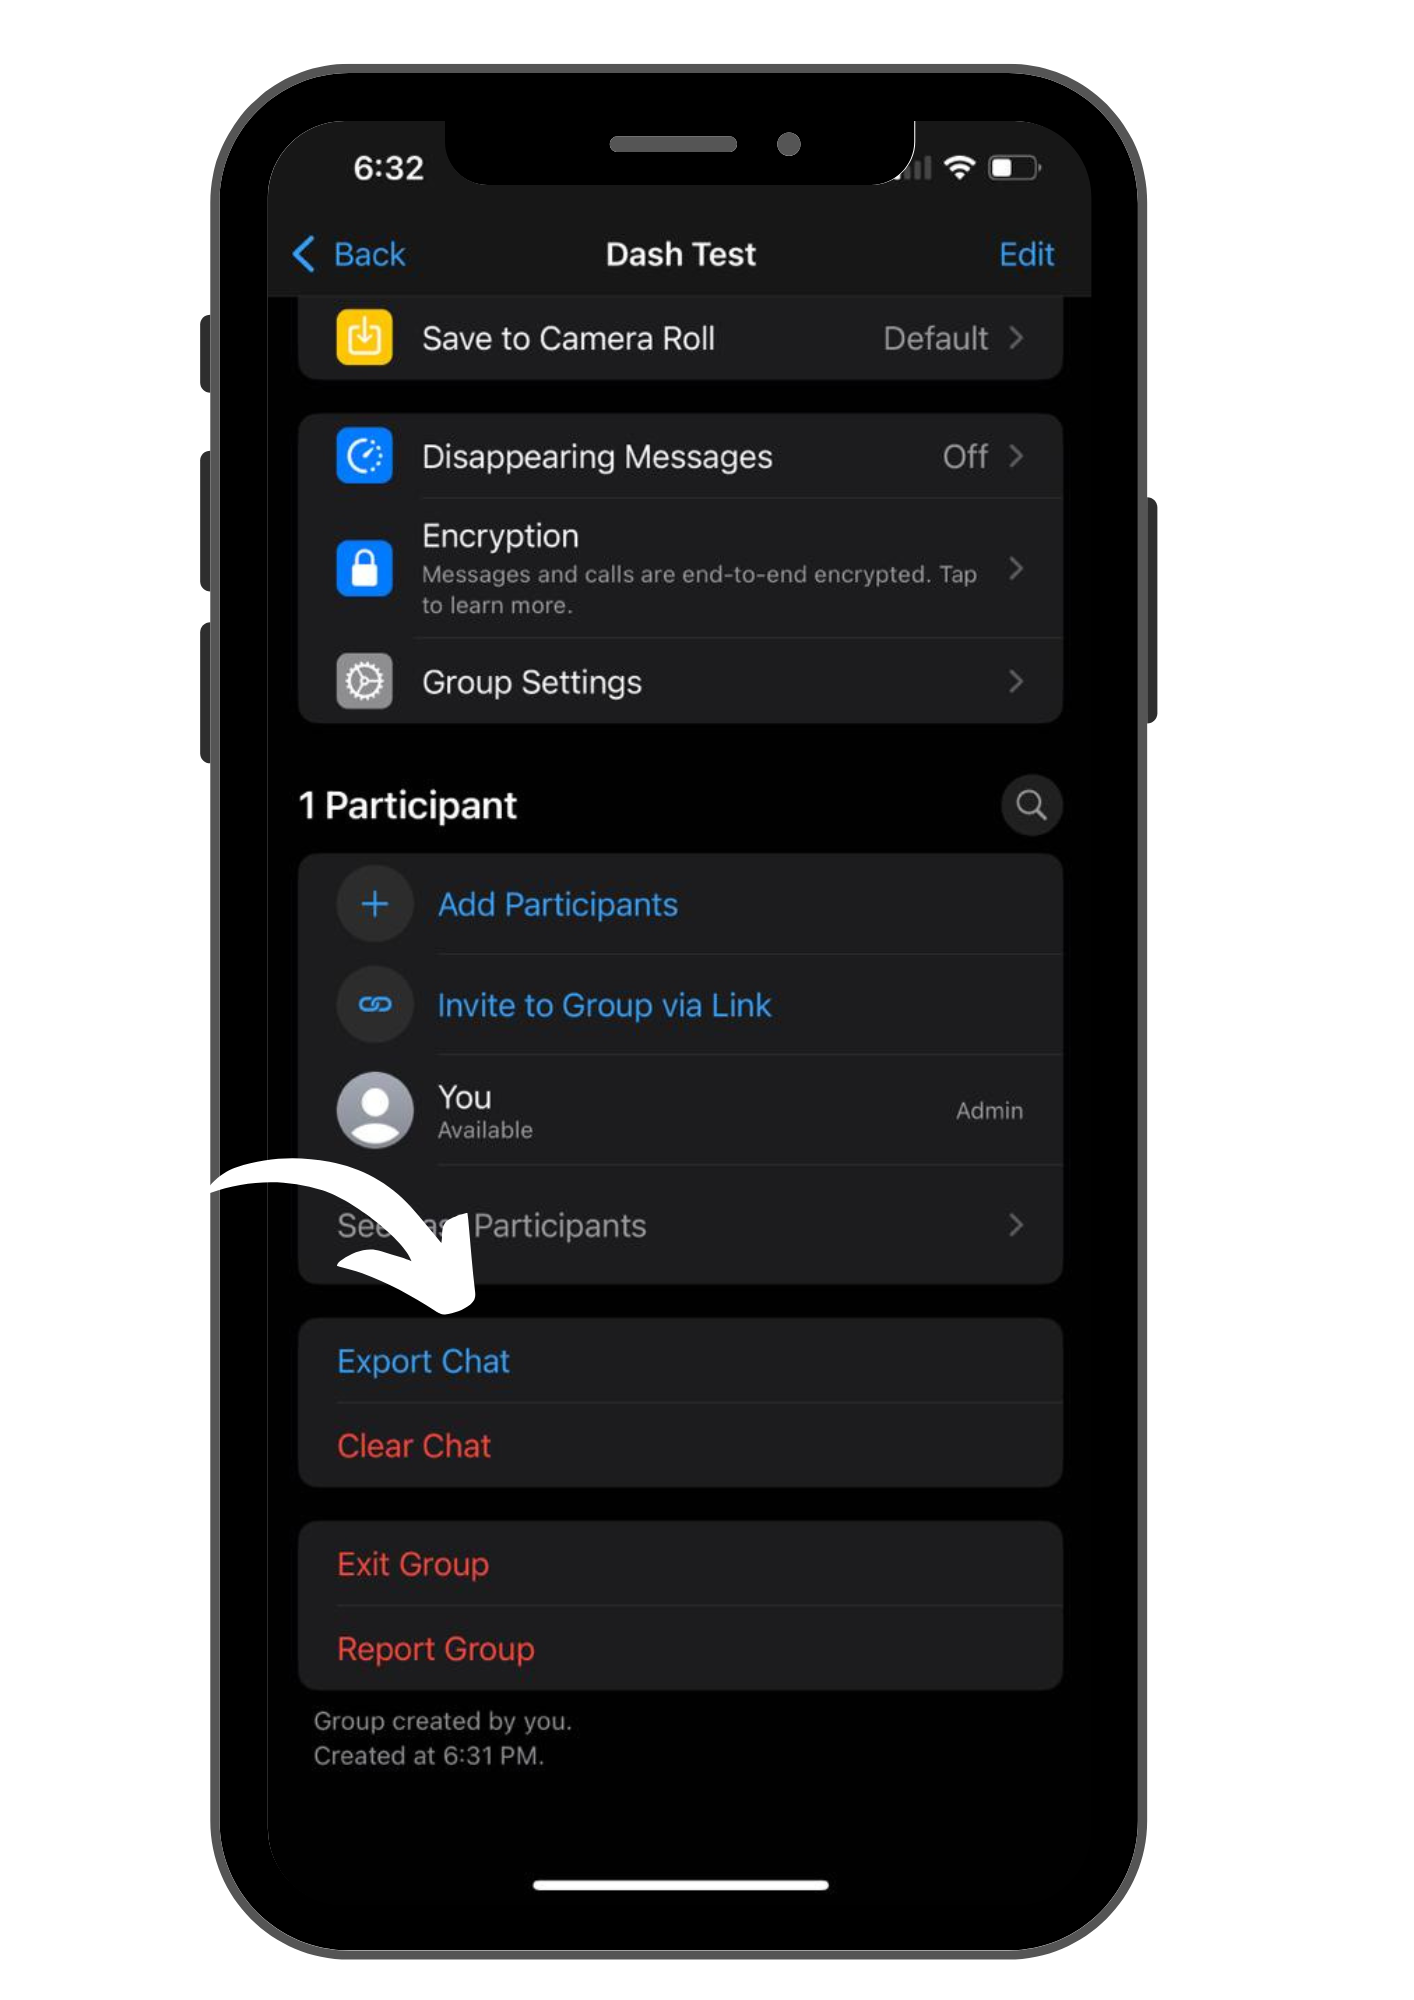 6:32
Back
Dash Test
Edit
Save to Camera Roll
Default
Disappearing Messages
Off
Encryption
Messages and calls are end-to-end encrypted. Tap
to learn more.
Group Settings
1 Participant
Add Participants
Invite to Group via Link
You
Available
Admin
Participants
Export Chat
Clear Chat
Exit Group
Report Group
Group created by you.
Created at 6:31 PM.